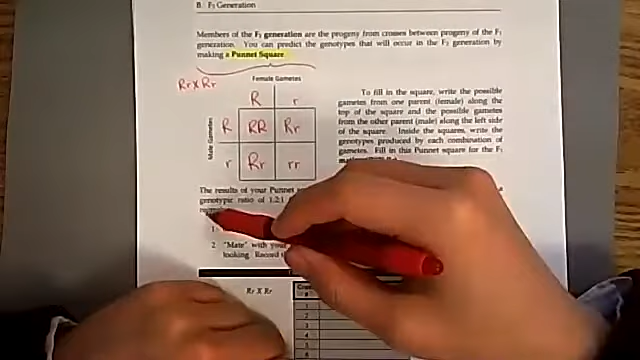 B F₂ Generation
Members of the F₂ generation are the progeny from crosses between progeny of the F₁
generation. You can predict the genotypes that will occur in the F₂ generation by
making a Punnet Square.
Rr X Rr
Female Gametes
R r
Male Gametes
R RR Rr
r Rr rr
To fill in the square, write the possible
gametes from one parent (female) along the
top of the square and the possible gametes
from the other parent (male) along the left
side of the square. Inside the squares, write the
genotypes produced by each combination of
gametes. Fill in this Punnet square for the F₁
The results of your Punnet
genotypic ratio of 1:2:1
1
2 "Mate" with your
looking Record
Rr X Rr
1
2
3
4
5
6